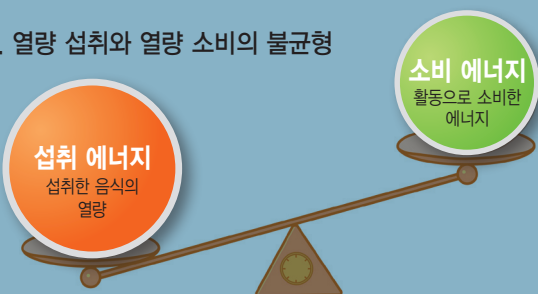 . 열량 섭취와 열량 소비의 불균형
소비 에너지
활동으로 소비한
에너지
섭취 에너지
섭취한 음식의
열량